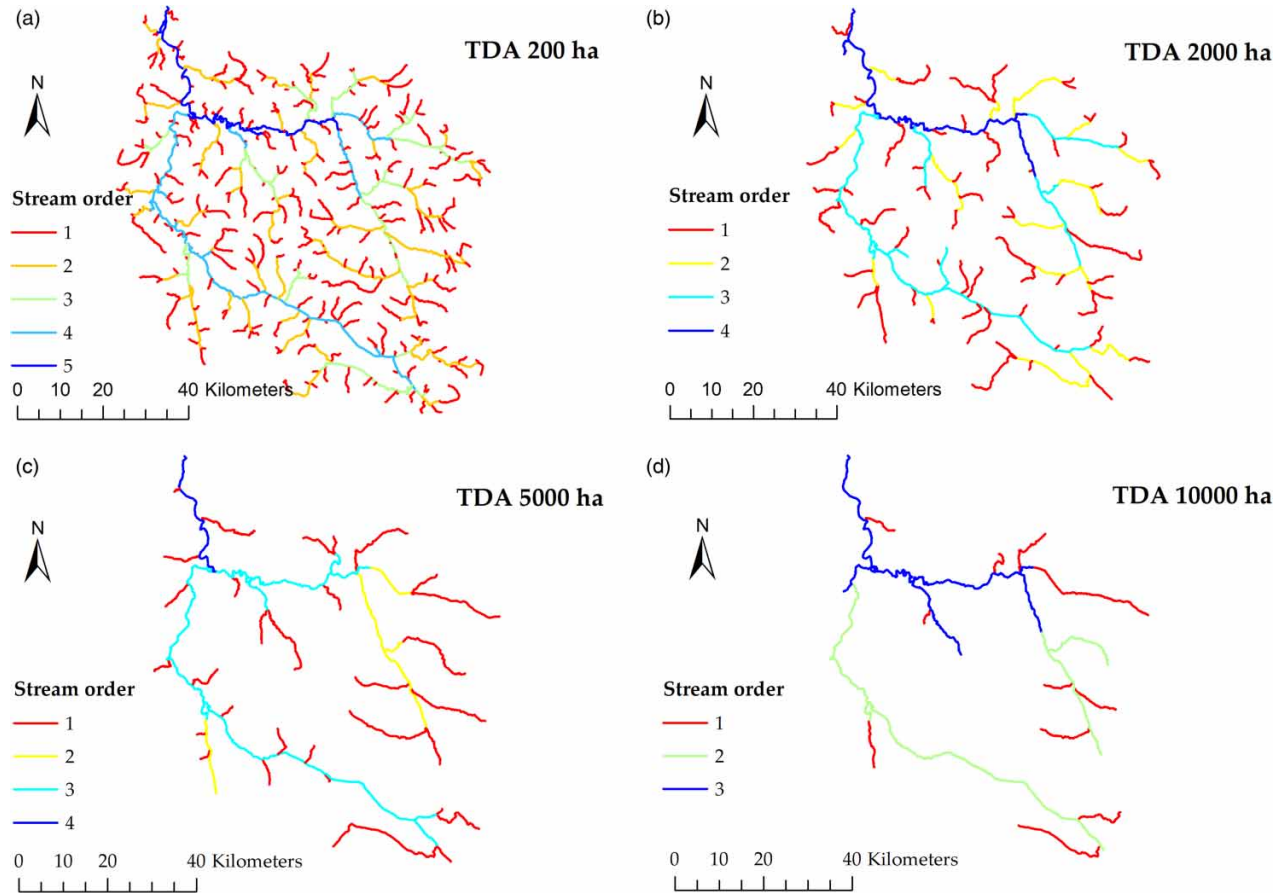 (a)
TDA 200 ha
N
Stream order
1
2
3
4
5
0 10 20 40 Kilometers
(b)
TDA 2000 ha
N
Stream order
1
2
3
4
0 10 20 40 Kilometers
(c)
TDA 5000 ha
N
Stream order
1
2
3
4
0 10 20 40 Kilometers
(d)
TDA 10000 ha
N
Stream order
1
2
3
0 10 20 40 Kilometers